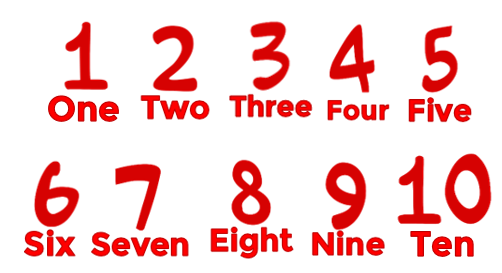 1 2 3 4 5
One Two Three Four Five
6 7 8 9 10
Six Seven Eight Nine Ten